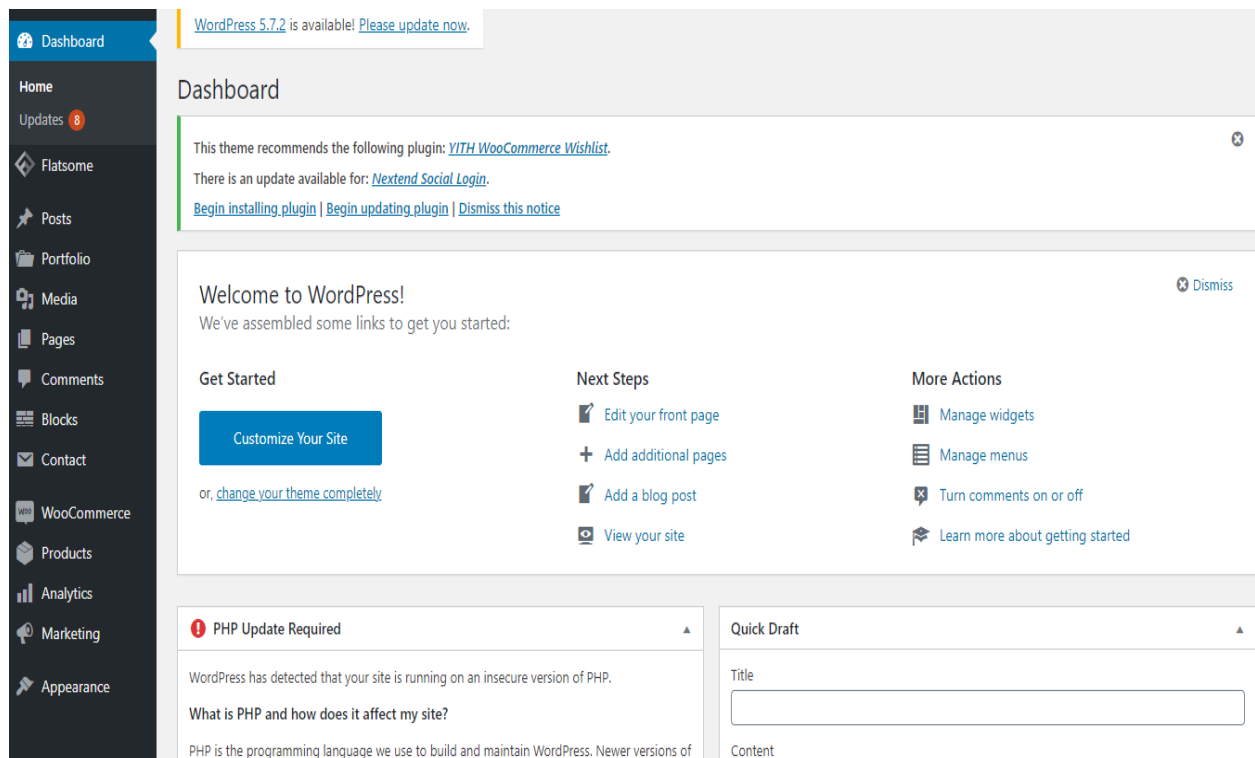 WordPress 5.7.2 is available! Please update now.
Dashboard
Home
Updates 8
Flatsome
Posts
Portfolio
Media
Pages
Comments
Blocks
Contact
WooCommerce
Products
Analytics
Marketing
Appearance
Dashboard
This theme recommends the following plugin: YITH WooCommerce Wishlist.
There is an update available for: Nextend Social Login.
Begin installing plugin | Begin updating plugin | Dismiss this notice
Welcome to WordPress!
Dismiss
We've assembled some links to get you started:
Get Started
Customize Your Site
or, change your theme completely
Next Steps
Edit your front page
Add additional pages
Add a blog post
View your site
More Actions
Manage widgets
Manage menus
Turn comments on or off
Learn more about getting started
PHP Update Required
WordPress has detected that your site is running on an insecure version of PHP.
What is PHP and how does it affect my site?
PHP is the programming language we use to build and maintain WordPress. Newer versions of
Quick Draft
Title
Content